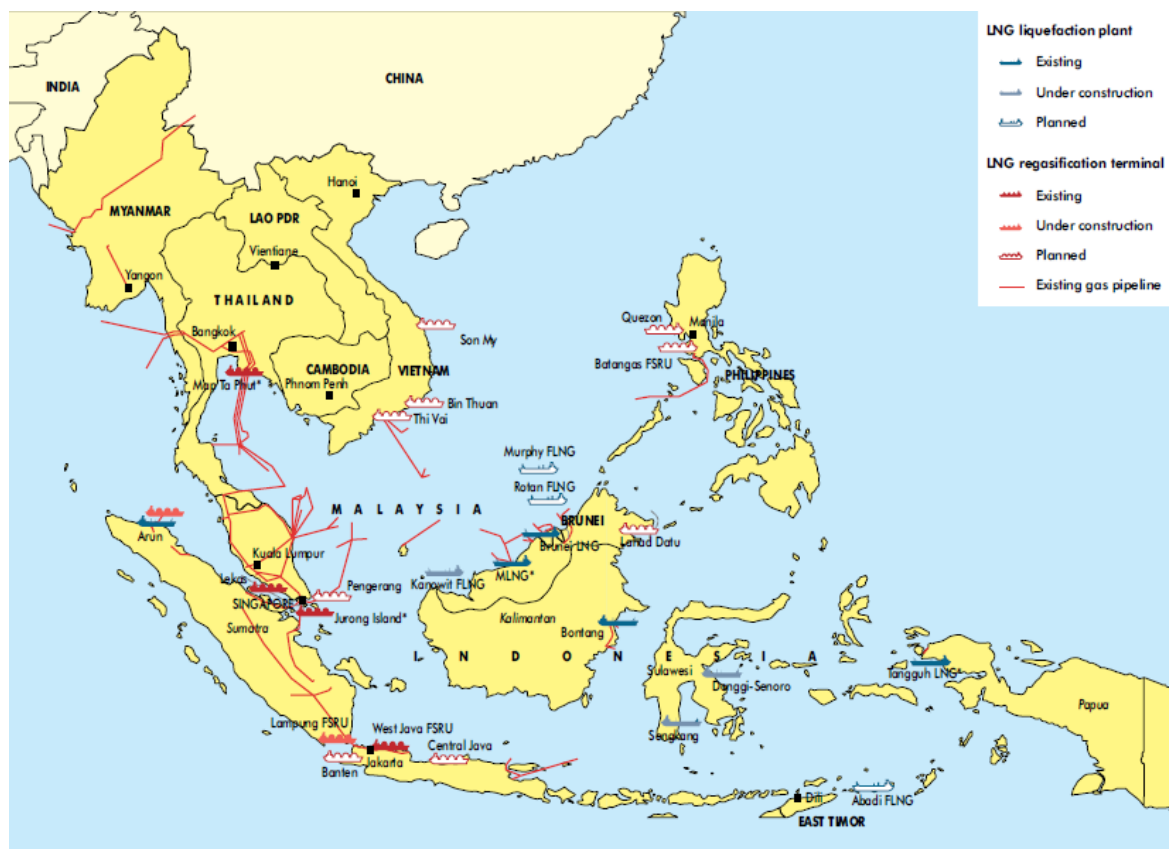 LNG liquefaction plant
Existing
Under construction
Planned
LNG regasification terminal
Existing
Under construction
Planned
Existing gas pipeline
CHINA
INDIA
Hanoi
MYANMAR
LAO PDR
Vientiane
Yangon
THAILAND
Bangkok
Quezon
Manila
Son My
Batangas FSRU
CAMBODIA
VIETNAM
PHILIPPINES
Map Ta Phut*
Phnom Penh
Bin Thuan
Thi Vai
Murphy FLNG
Rotan FLNG
MALAYSIA
BRUNEI
Arun
Brunei LNG
Lahad Datu
Kuala Lumpur
Lekas
Pengerang
Kanowit FLNG
MLNG*
SINGAPORE
Jurong Island*
Kalimantan
Sumatra
Bontang
INDONESIA
Sulawesi
Tangguh LNG*
Donggi-Senoro
Papua
Lampung FSRU
West Java FSRU
Sengkang
Central Java
Banten
Jakarta
Dili
Abadi FLNG
EAST TIMOR